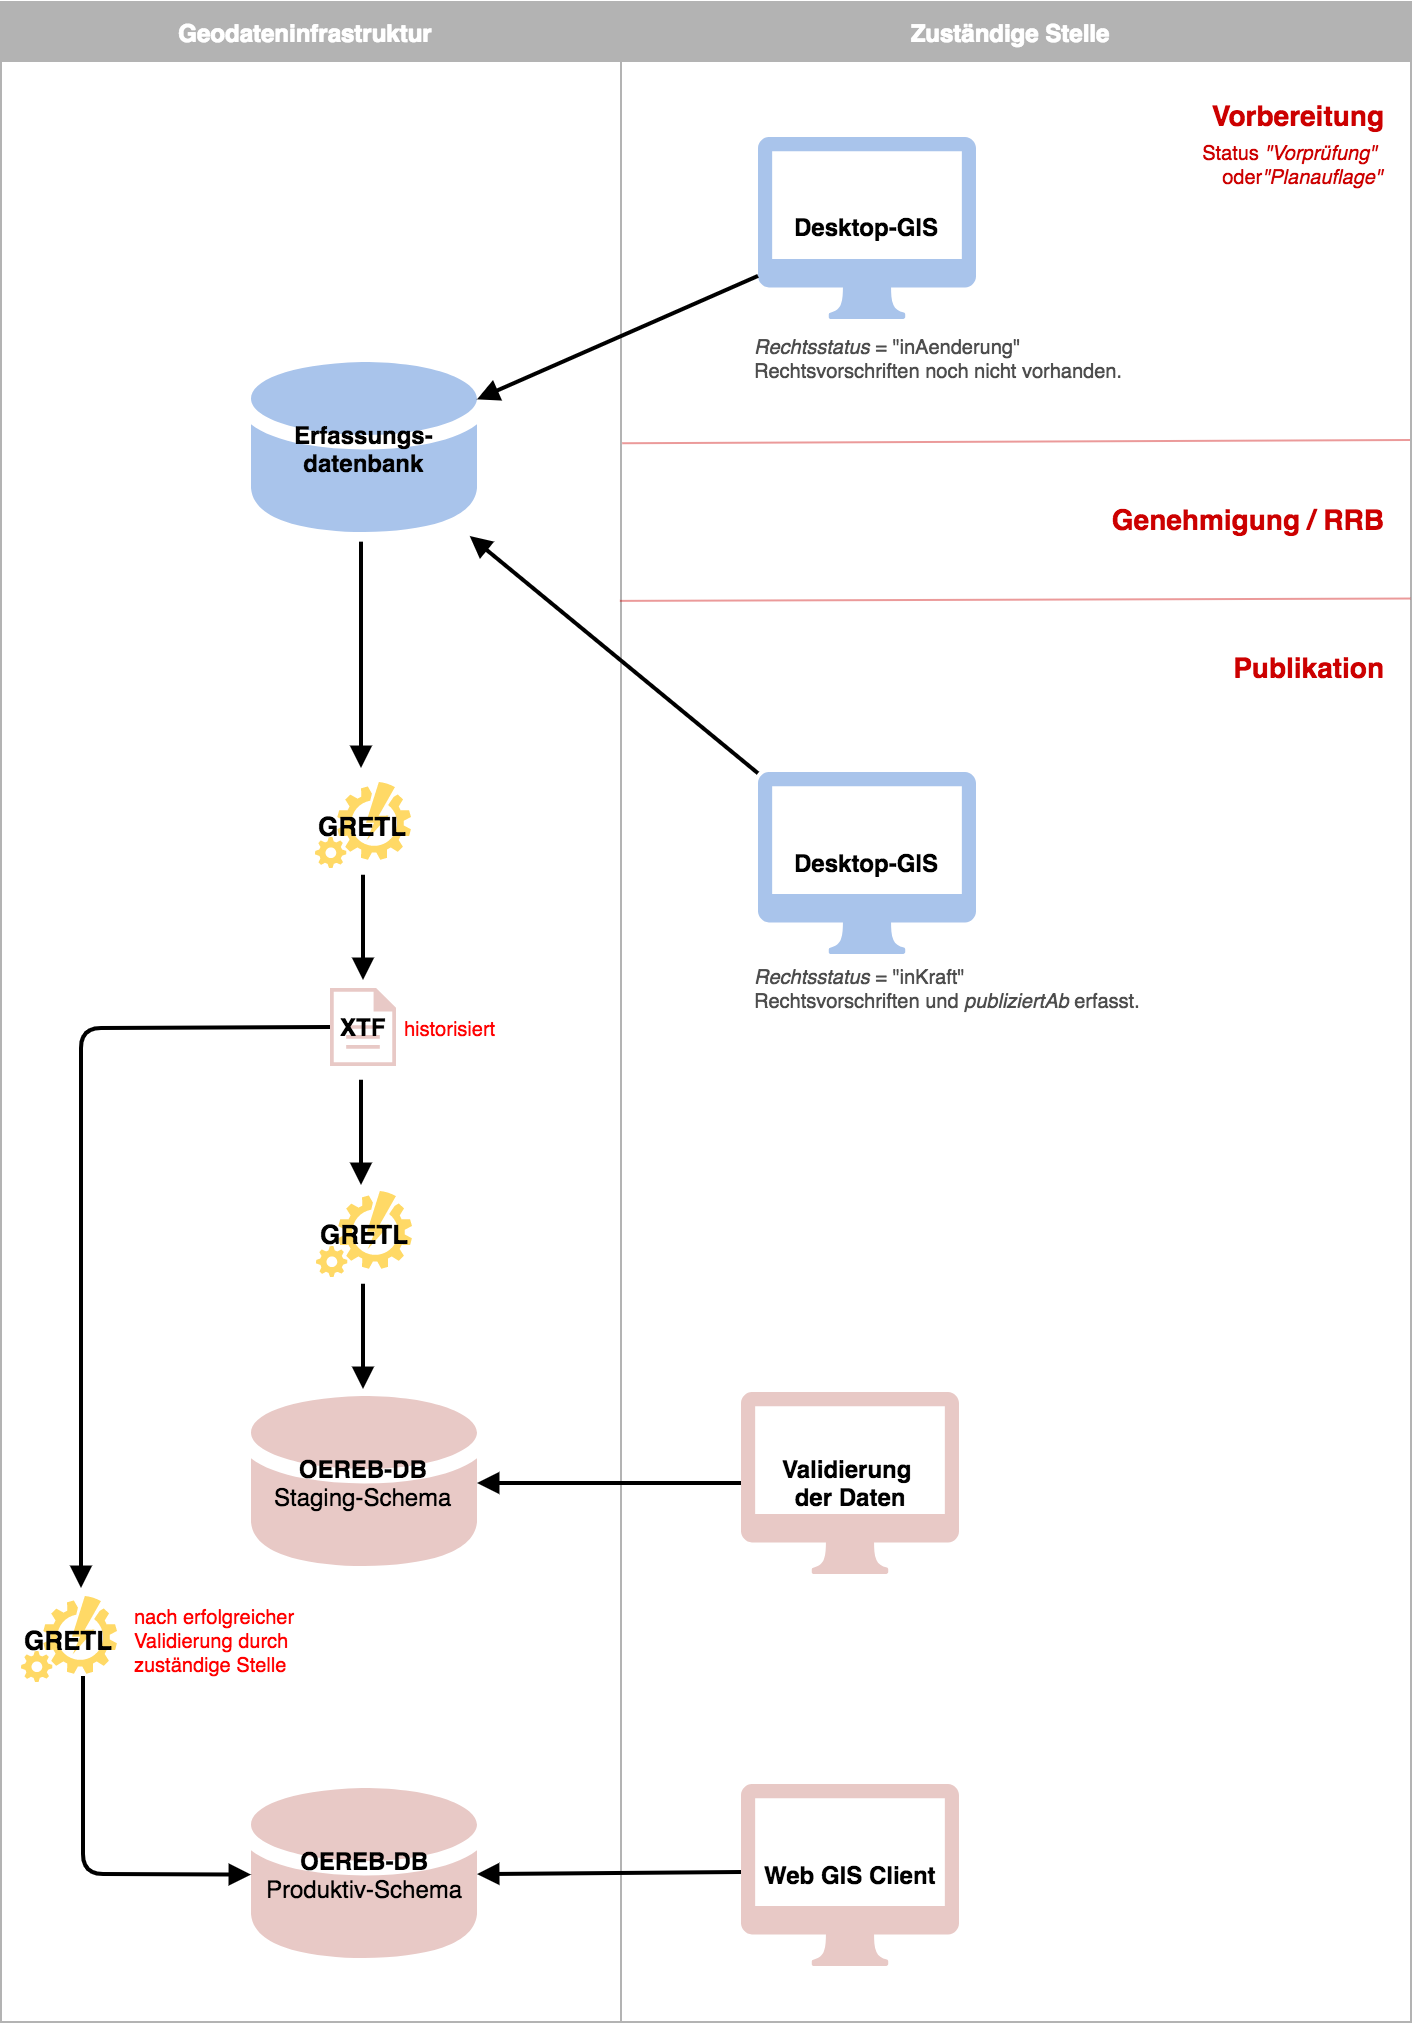 Geodateninfrastruktur
Zuständige Stelle
Vorbereitung
Status "Vorprüfung"
oder"Planauflage"
Desktop-GIS
Rechtsstatus = "inAenderung"
Rechtsvorschriften noch nicht vorhanden.
Erfassungs-
datenbank
Genehmigung / RRB
Publikation
GRETL
Desktop-GIS
Rechtsstatus = "inKraft"
Rechtsvorschriften und publiziertAb erfasst.
XTF
historisiert
GRETL
OEREB-DB
Staging-Schema
Validierung
der Daten
GRETL
nach erfolgreicher
Validierung durch
zuständige Stelle
OEREB-DB
Produktiv-Schema
Web GIS Client